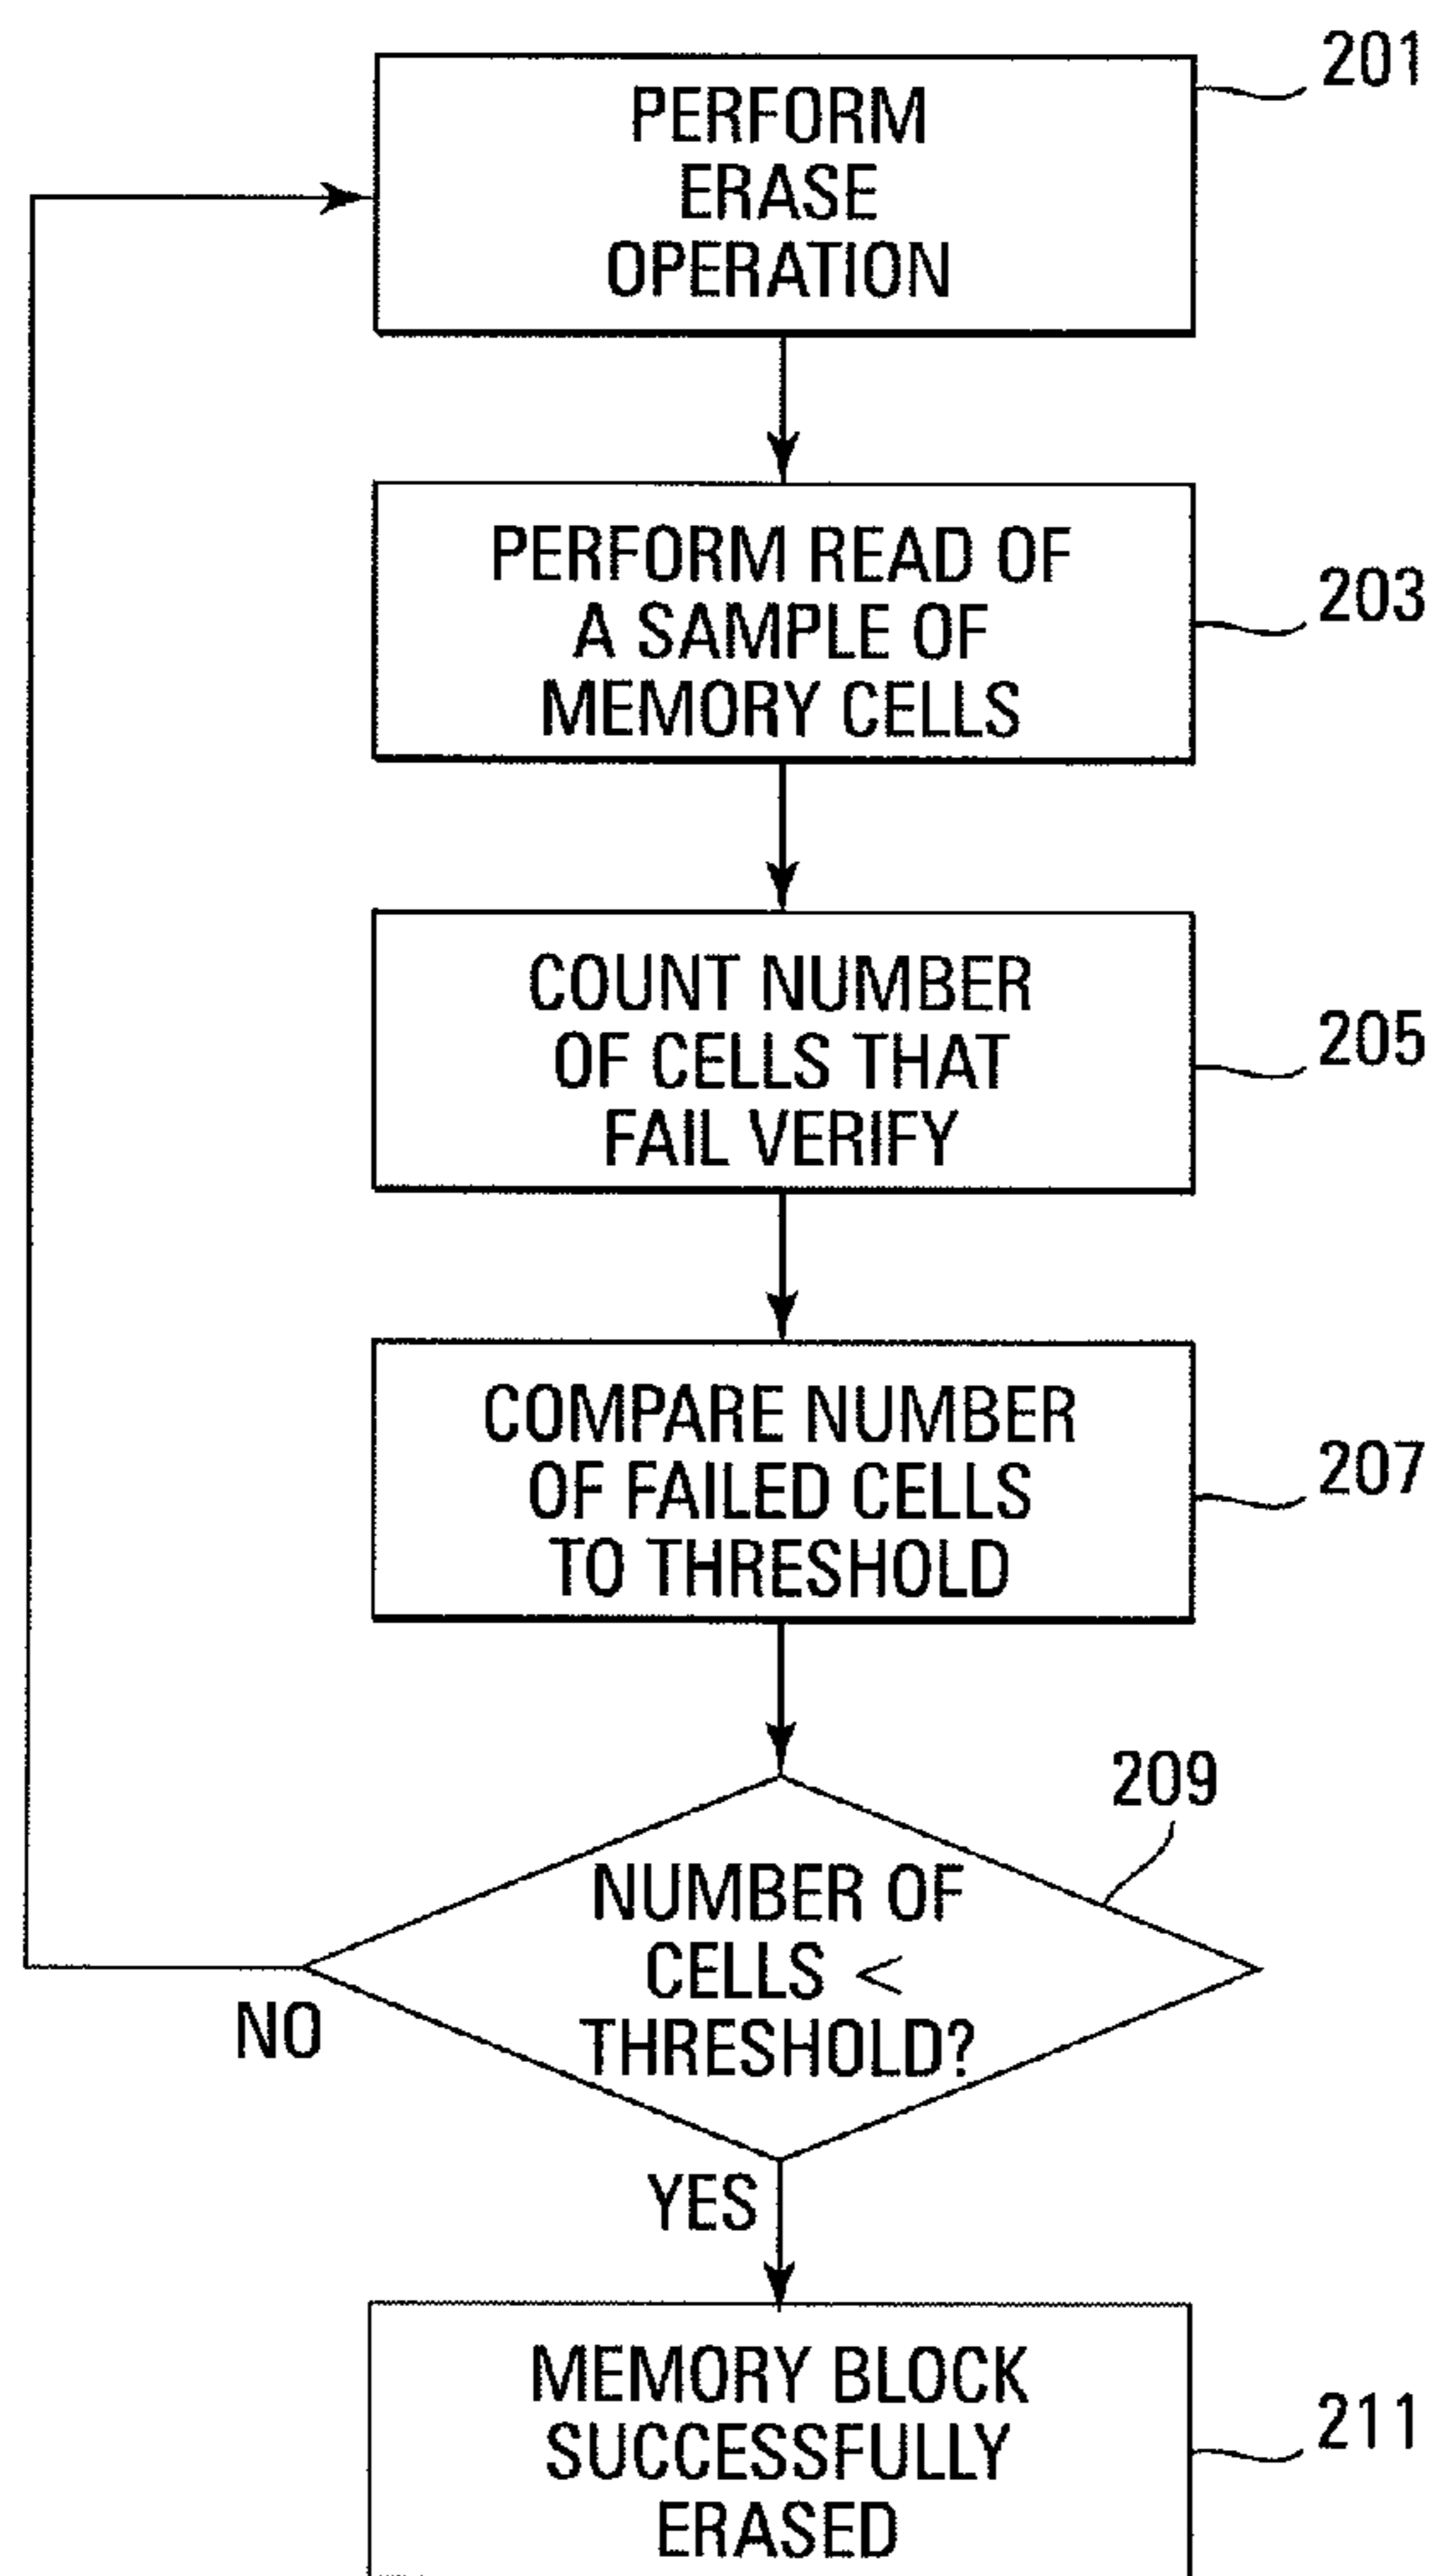 201
PERFORM
ERASE
OPERATION
PERFORM READ OF
A SAMPLE OF
MEMORY CELLS
203
COUNT NUMBER
OF CELLS THAT
FAIL VERIFY
205
COMPARE NUMBER
OF FAILED CELLS
TO THRESHOLD
207
209
NUMBER OF
CELLS <
THRESHOLD?
NO
YES
MEMORY BLOCK
SUCCESSFULLY
ERASED
211